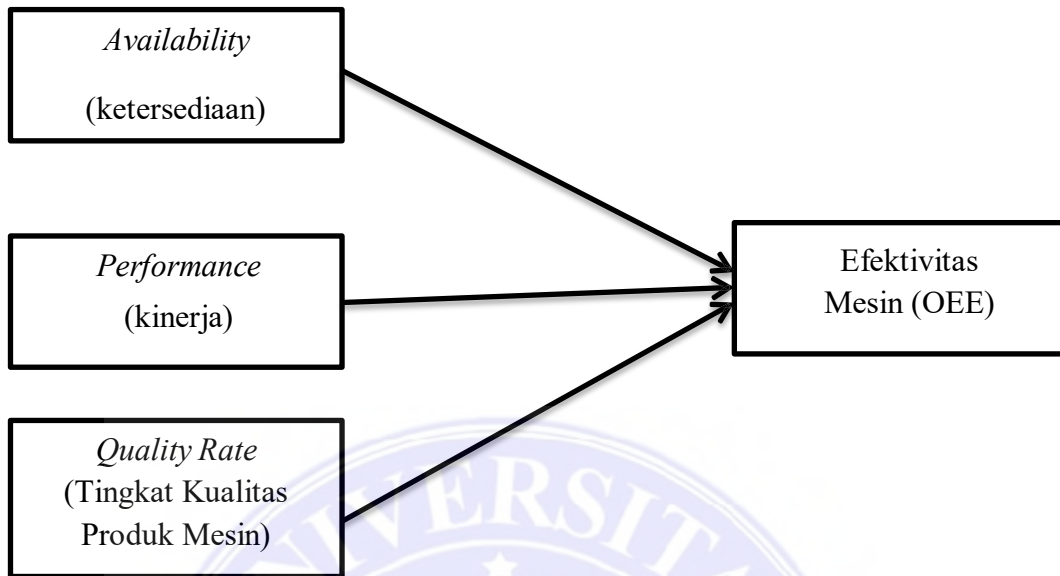 Availability
(ketersediaan)
Performance
(kinerja)
Quality Rate
(Tingkat Kualitas
Produk Mesin)
Efektivitas
Mesin (OEE)